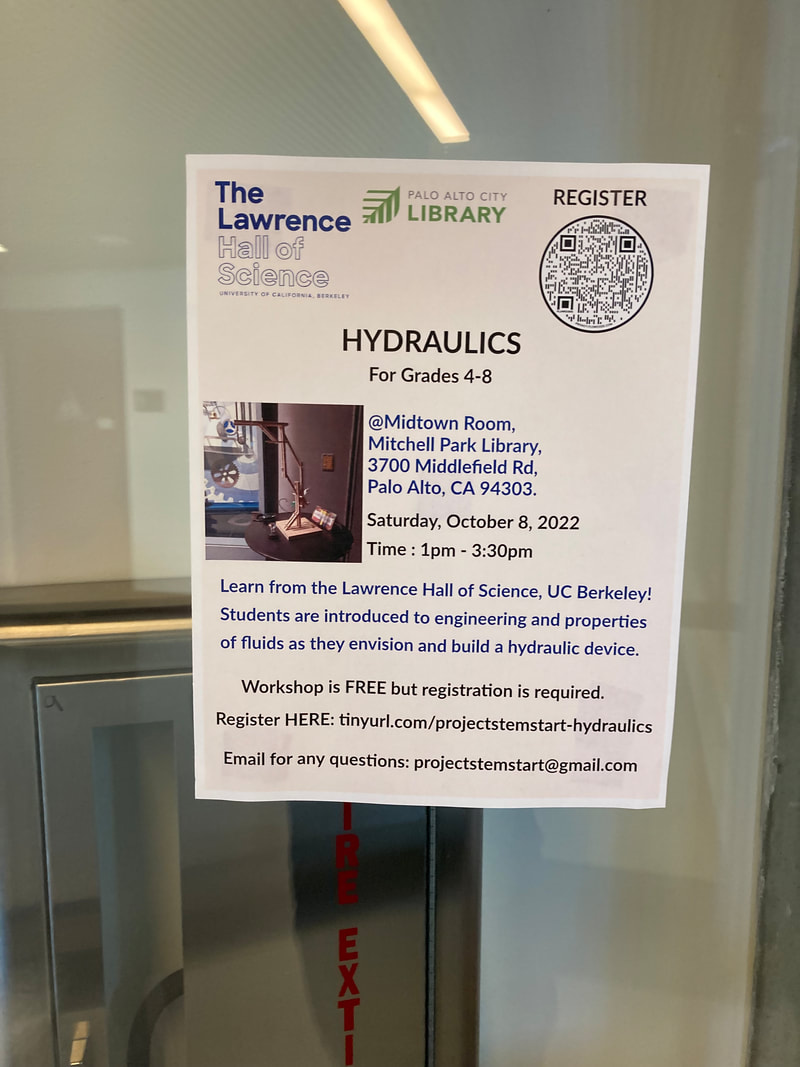 The
Lawrence
Hall of
Science
UNIVERSITY OF CALIFORNIA, BERKELEY
PALO ALTO CITY
LIBRARY
REGISTER
HYDRAULICS
For Grades 4-8
@Midtown Room,
Mitchell Park Library,
3700 Middlefield Rd,
Palo Alto, CA 94303.
Saturday, October 8, 2022
Time : 1pm - 3:30pm
Learn from the Lawrence Hall of Science, UC Berkeley!
Students are introduced to engineering and properties
of fluids as they envision and build a hydraulic device.
Workshop is FREE but registration is required.
Register HERE: tinyurl.com/projectstemstart-hydraulics
Email for any questions: projectstemstart@gmail.com
IRE EXTI